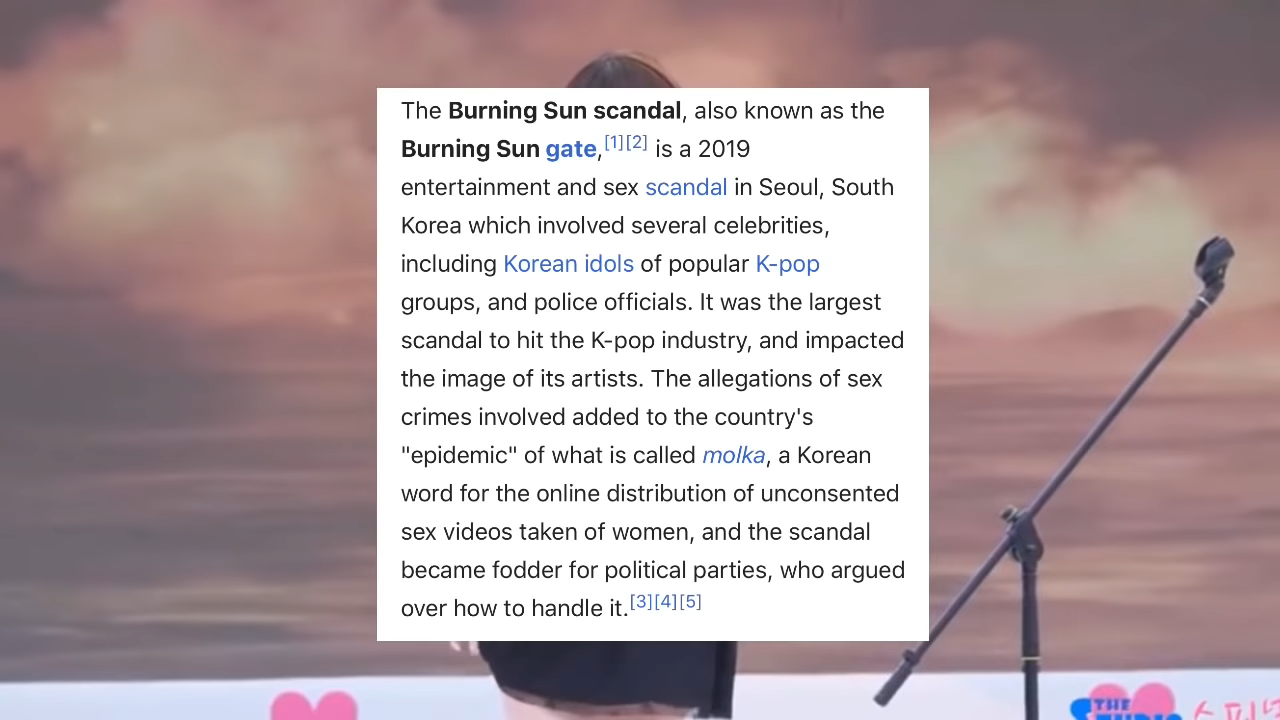 The Burning Sun scandal, also known as the
Burning Sun gate,[1][2] is a 2019
entertainment and sex scandal in Seoul, South
Korea which involved several celebrities,
including Korean idols of popular K-pop
groups, and police officials. It was the largest
scandal to hit the K-pop industry, and impacted
the image of its artists. The allegations of sex
crimes involved added to the country's
"epidemic" of what is called molka, a Korean
word for the online distribution of unconsented
sex videos taken of women, and the scandal
became fodder for political parties, who argued
over how to handle it.[3][4][5]
THE